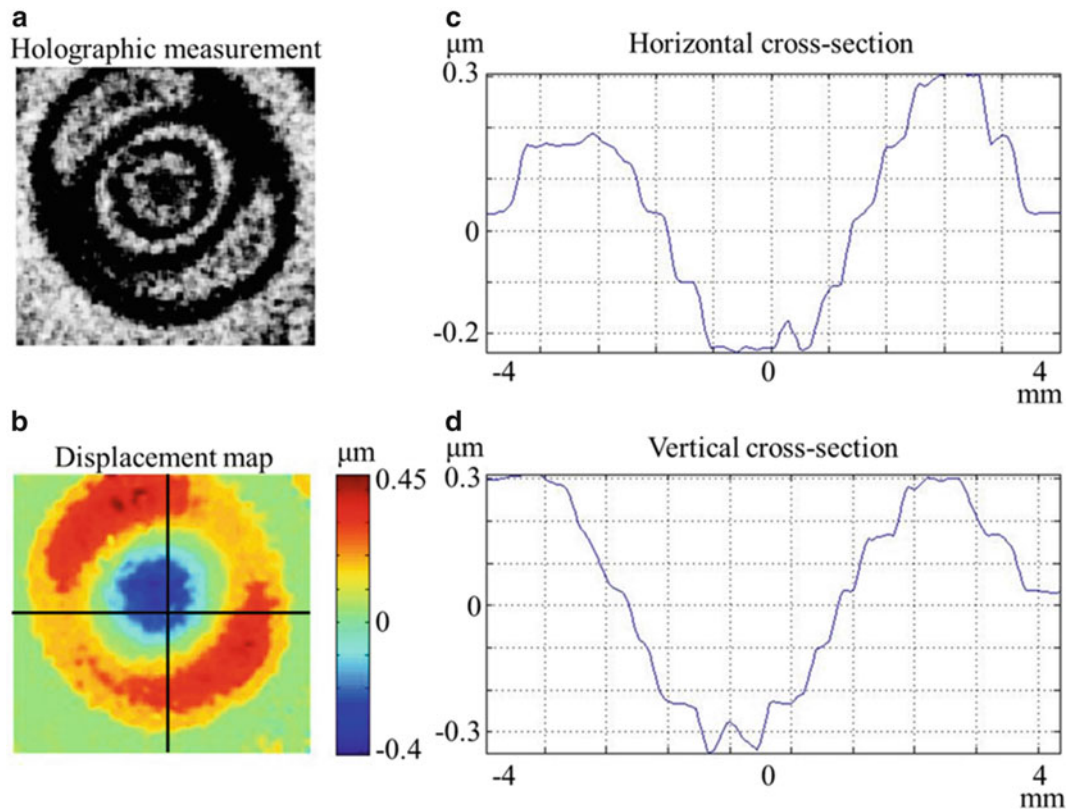 a
Holographic measurement
b
Displacement map
µm
0.45
0
-0.4
c
µm
Horizontal cross-section
0.3
0
-0.2
-4
0
4
mm
d
µm
Vertical cross-section
0.3
0
-0.3
-4
0
4
mm